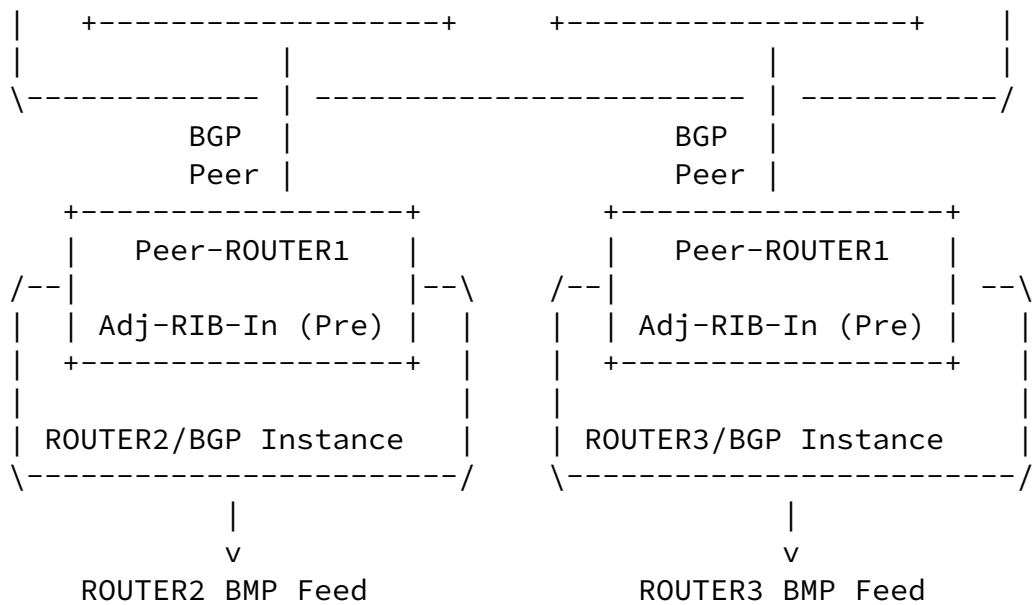 BGP BGP
Peer Peer
Peer-ROUTER1 Peer-ROUTER1
Adj-RIB-In (Pre) Adj-RIB-In (Pre)
ROUTER2/BGP Instance ROUTER3/BGP Instance
v v
ROUTER2 BMP Feed ROUTER3 BMP Feed